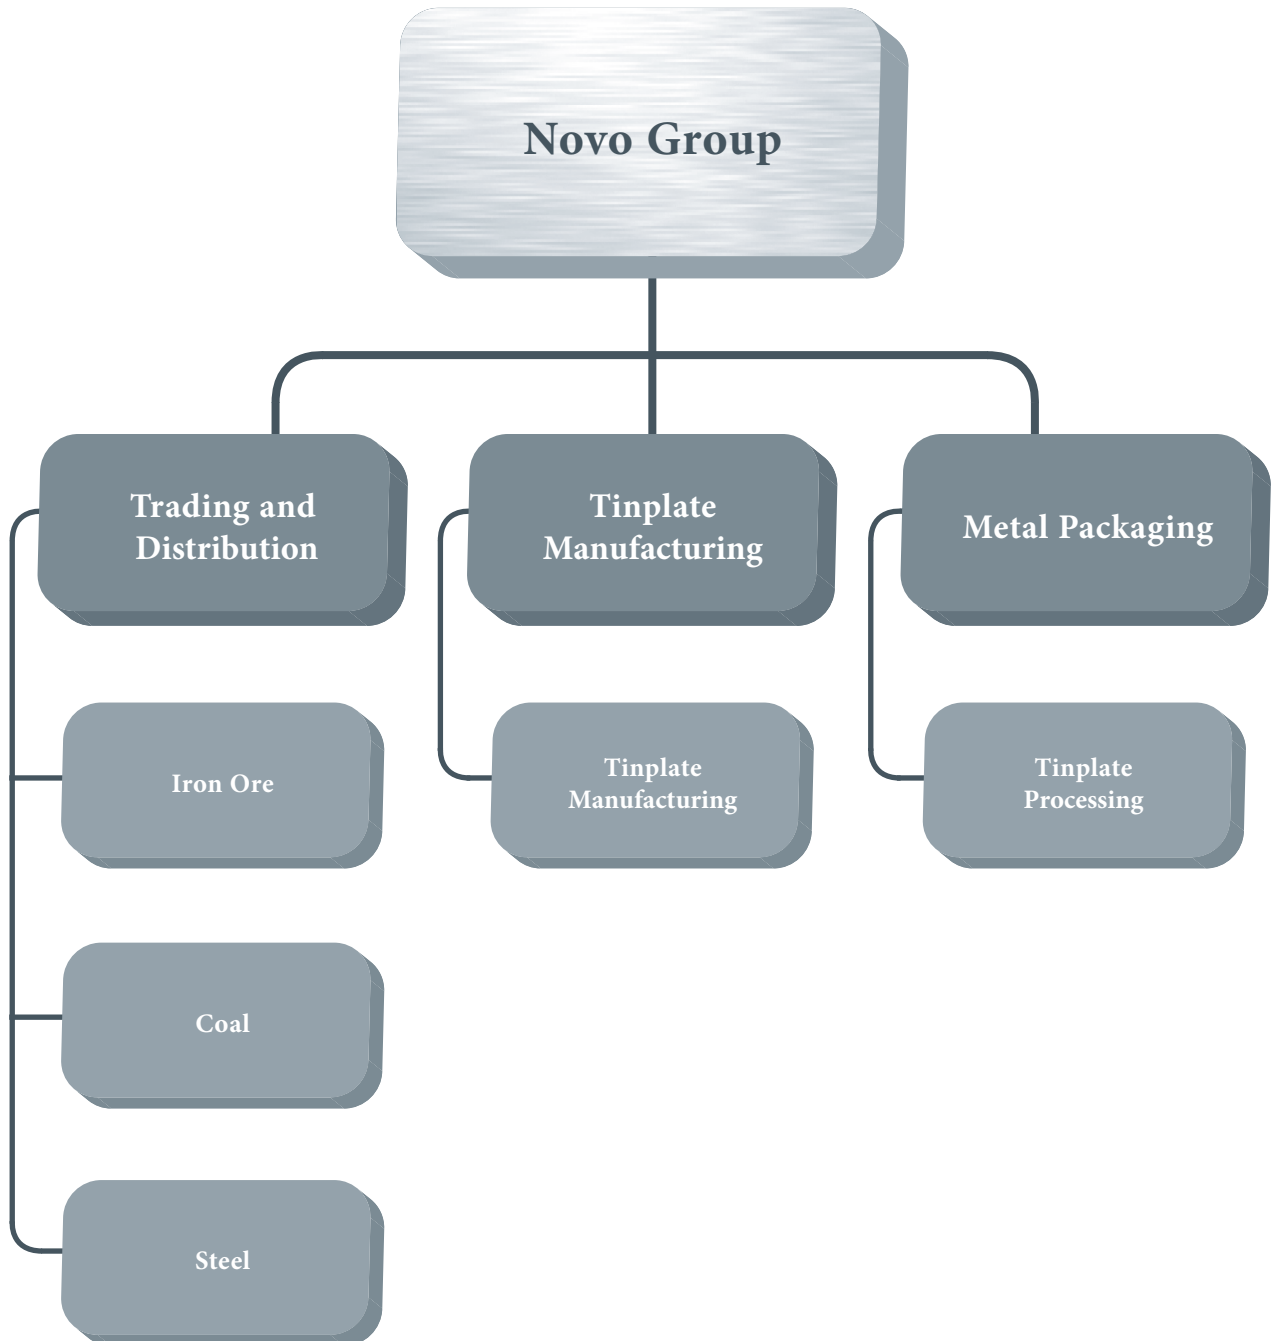 Novo Group
Trading and
Distribution
Tinplate
Manufacturing
Metal Packaging
Iron Ore
Tinplate
Manufacturing
Tinplate
Processing
Coal
Steel